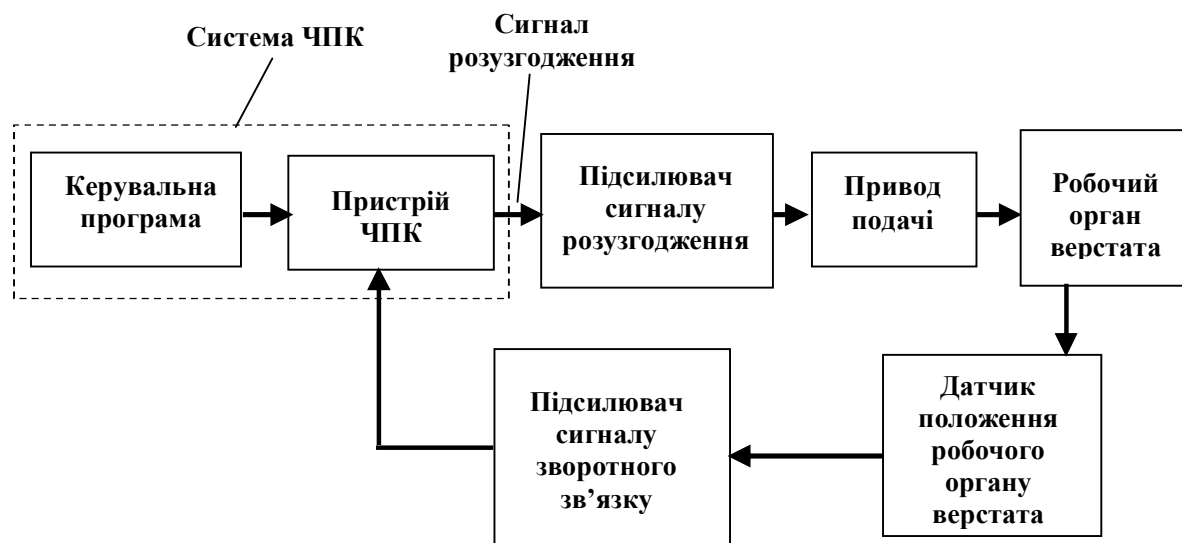 Система ЧПК
Сигнал
розузгодження
Керувальна
програма
Пристрій
ЧПК
Підсилювач
сигналу
розузгодження
Привод
подачі
Робочий
орган
верстата
Підсилювач
сигналу
зворотного
зв’язку
Датчик
положення
робочого
органу
верстата